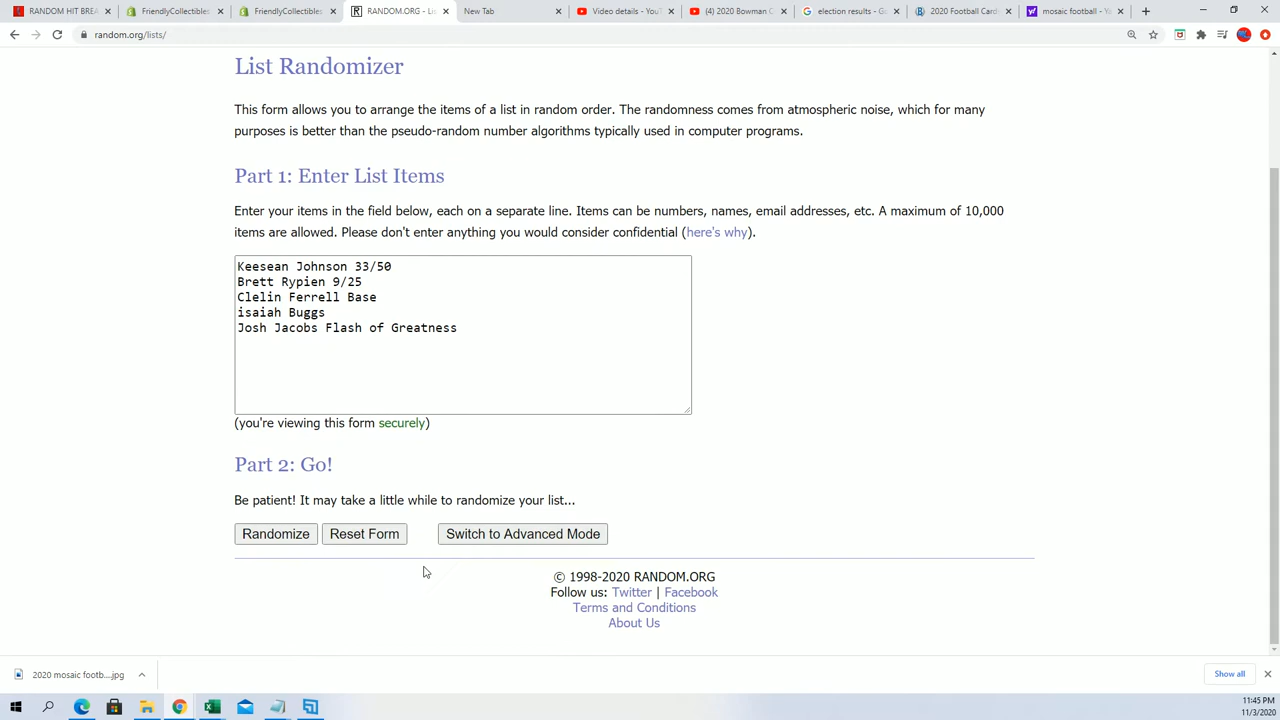 RANDOM HIT BREA
FriendlyCollectibles
FriendlyCollectibles
RANDOM.ORG - Lis
New Tab
Video details - YouT
(4) 2020 Bowman C
election results - Go
2020 Football Card
mosaic football - Ya
random.org/lists/
List Randomizer
This form allows you to arrange the items of a list in random order. The randomness comes from atmospheric noise, which for many
purposes is better than the pseudo-random number algorithms typically used in computer programs.
Part 1: Enter List Items
Enter your items in the field below, each on a separate line. Items can be numbers, names, email addresses, etc. A maximum of 10,000
items are allowed. Please don't enter anything you would consider confidential (here's why).
Keesean Johnson 33/50
Brett Rypien 9/25
Clelin Ferrell Base
isaiah Buggs
Josh Jacobs Flash of Greatness
(you're viewing this form securely)
Part 2: Go!
Be patient! It may take a little while to randomize your list...
Randomize
Reset Form
Switch to Advanced Mode
© 1998-2020 RANDOM.ORG
Follow us: Twitter | Facebook
Terms and Conditions
About Us
2020 mosaic footb....jpg
Show all
11:45 PM
11/3/2020